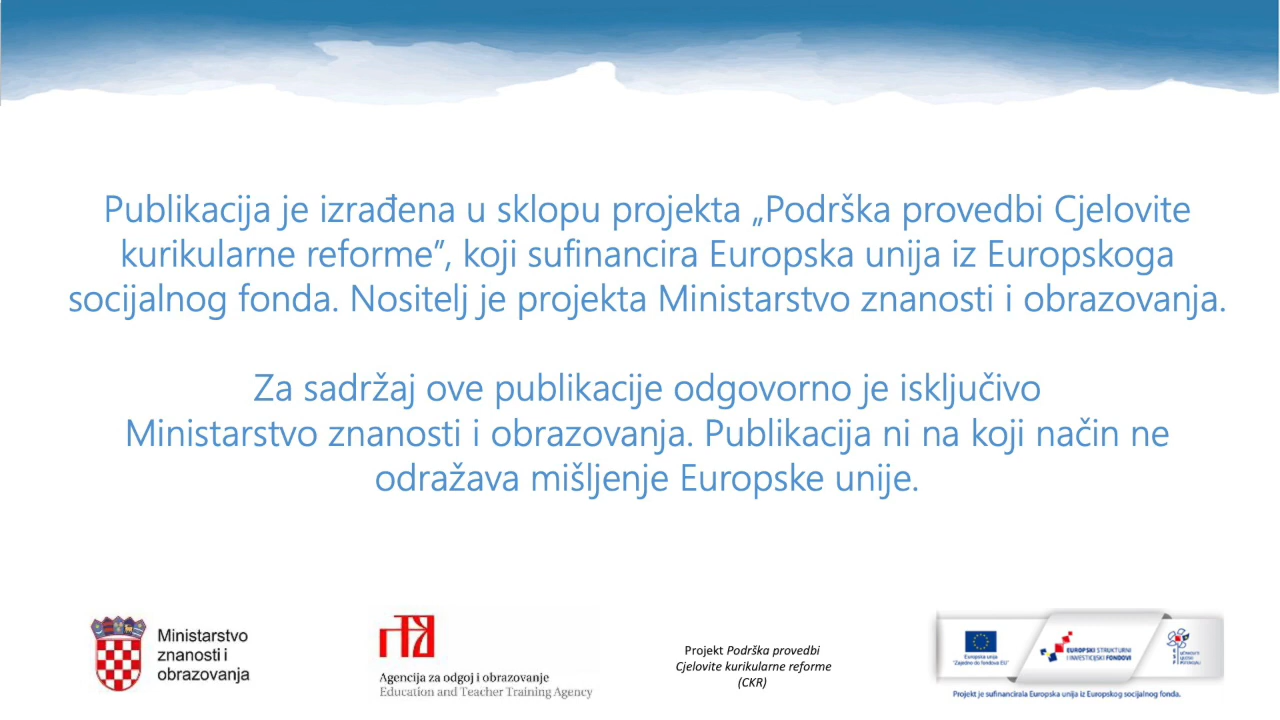 Publikacija je izrađena u sklopu projekta „Podrška provedbi Cjelovite
kurikularne reforme”, koji sufinancira Europska unija iz Europskoga
socijalnog fonda. Nositelj je projekta Ministarstvo znanosti i obrazovanja.
Za sadržaj ove publikacije odgovorno je isključivo
Ministarstvo znanosti i obrazovanja. Publikacija ni na koji način ne
odražava mišljenje Europske unije.
Ministarstvo
znanosti i
obrazovanja
Agencija za odgoj i obrazovanje
Education and Teacher Training Agency
Projekt Podrška provedbi
Cjelovite kurikularne reforme
(CKR)
Europska unija
"Zajedno do fondova EU"
EUROPSKI STRUKTURNI
I INVESTICIJSKI FONDOVI
Projekt je sufinancirala Europska unija iz Europskog socijalnog fonda.